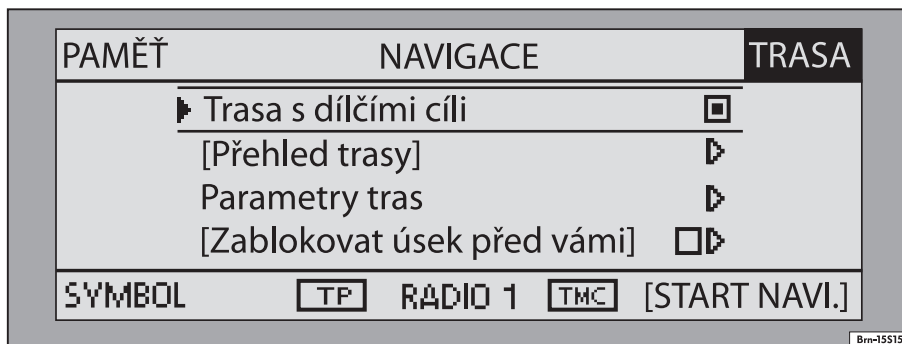 PAMĚŤ NAVIGACE TRASA
Trasa s dílčími cíli
[Přehled trasy]
Parametry tras
[Zablokovat úsek před vámi]
SYMBOL TP RADIO 1 TMC [START NAVI.]
Brn-15S15